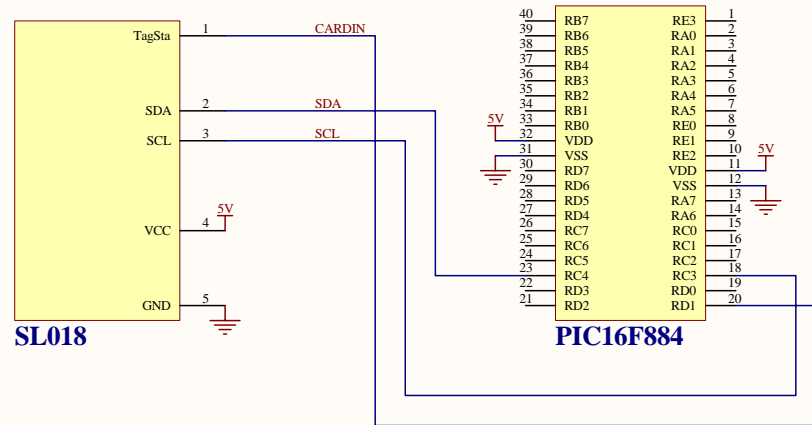 TagSta 1 CARDIN
SDA 2 SDA
SCL 3 SCL
VCC 4 5V
GND 5
SL018
40 RB7 RE3 1
39 RB6 RA0 2
38 RB5 RA1 3
37 RB4 RA2 4
36 RB3 RA3 5
35 RB2 RA4 6
34 RB1 RA5 7
33 RB0 RE0 8
5V 32 VDD RE1 9
31 VSS RE2 10
30 RD7 VDD 11 5V
29 RD6 VSS 12
28 RD5 RA7 13
27 RD4 RA6 14
26 RC7 RC0 15
25 RC6 RC1 16
24 RC5 RC2 17
23 RC4 RC3 18
22 RD3 RD0 19
21 RD2 RD1 20
PIC16F884